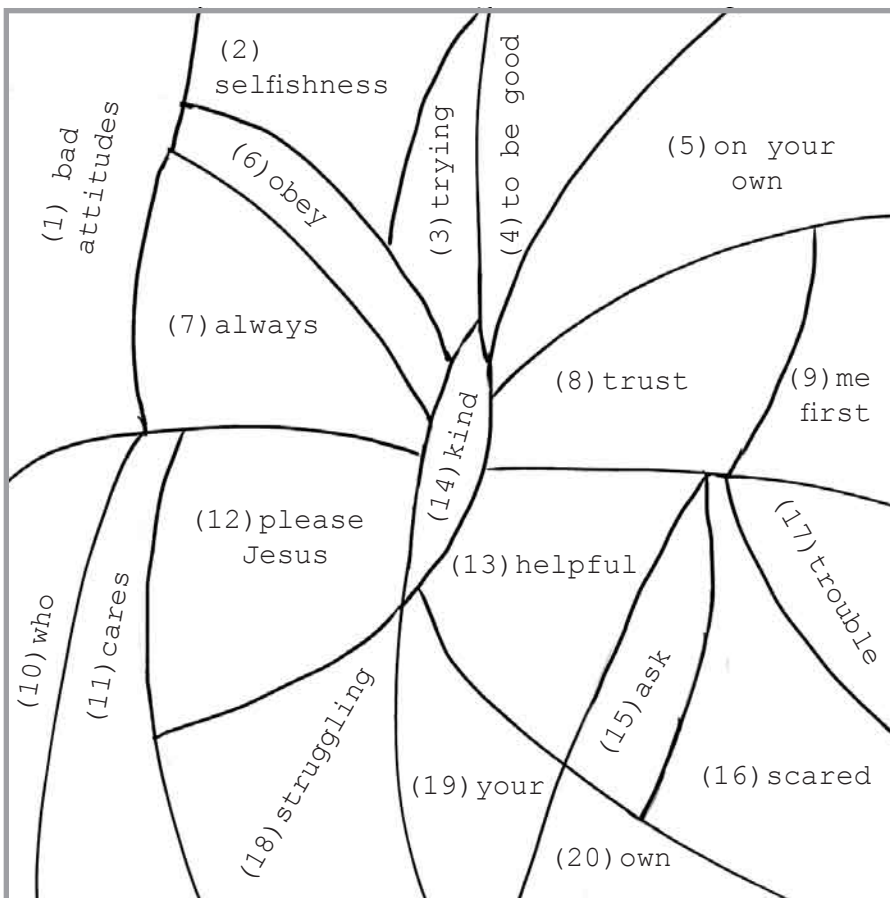 (1) bad
attitudes
(2)
selfishness
(3)trying
(4)to be good
(5)on your
own
(6)obey
(7)always
(8)trust
(9)me
first
(10)who
(11)cares
(12)please
Jesus
(13)helpful
(14)kind
(15)ask
(16)scared
(17)trouble
(18)struggling
(19)your
(20)own